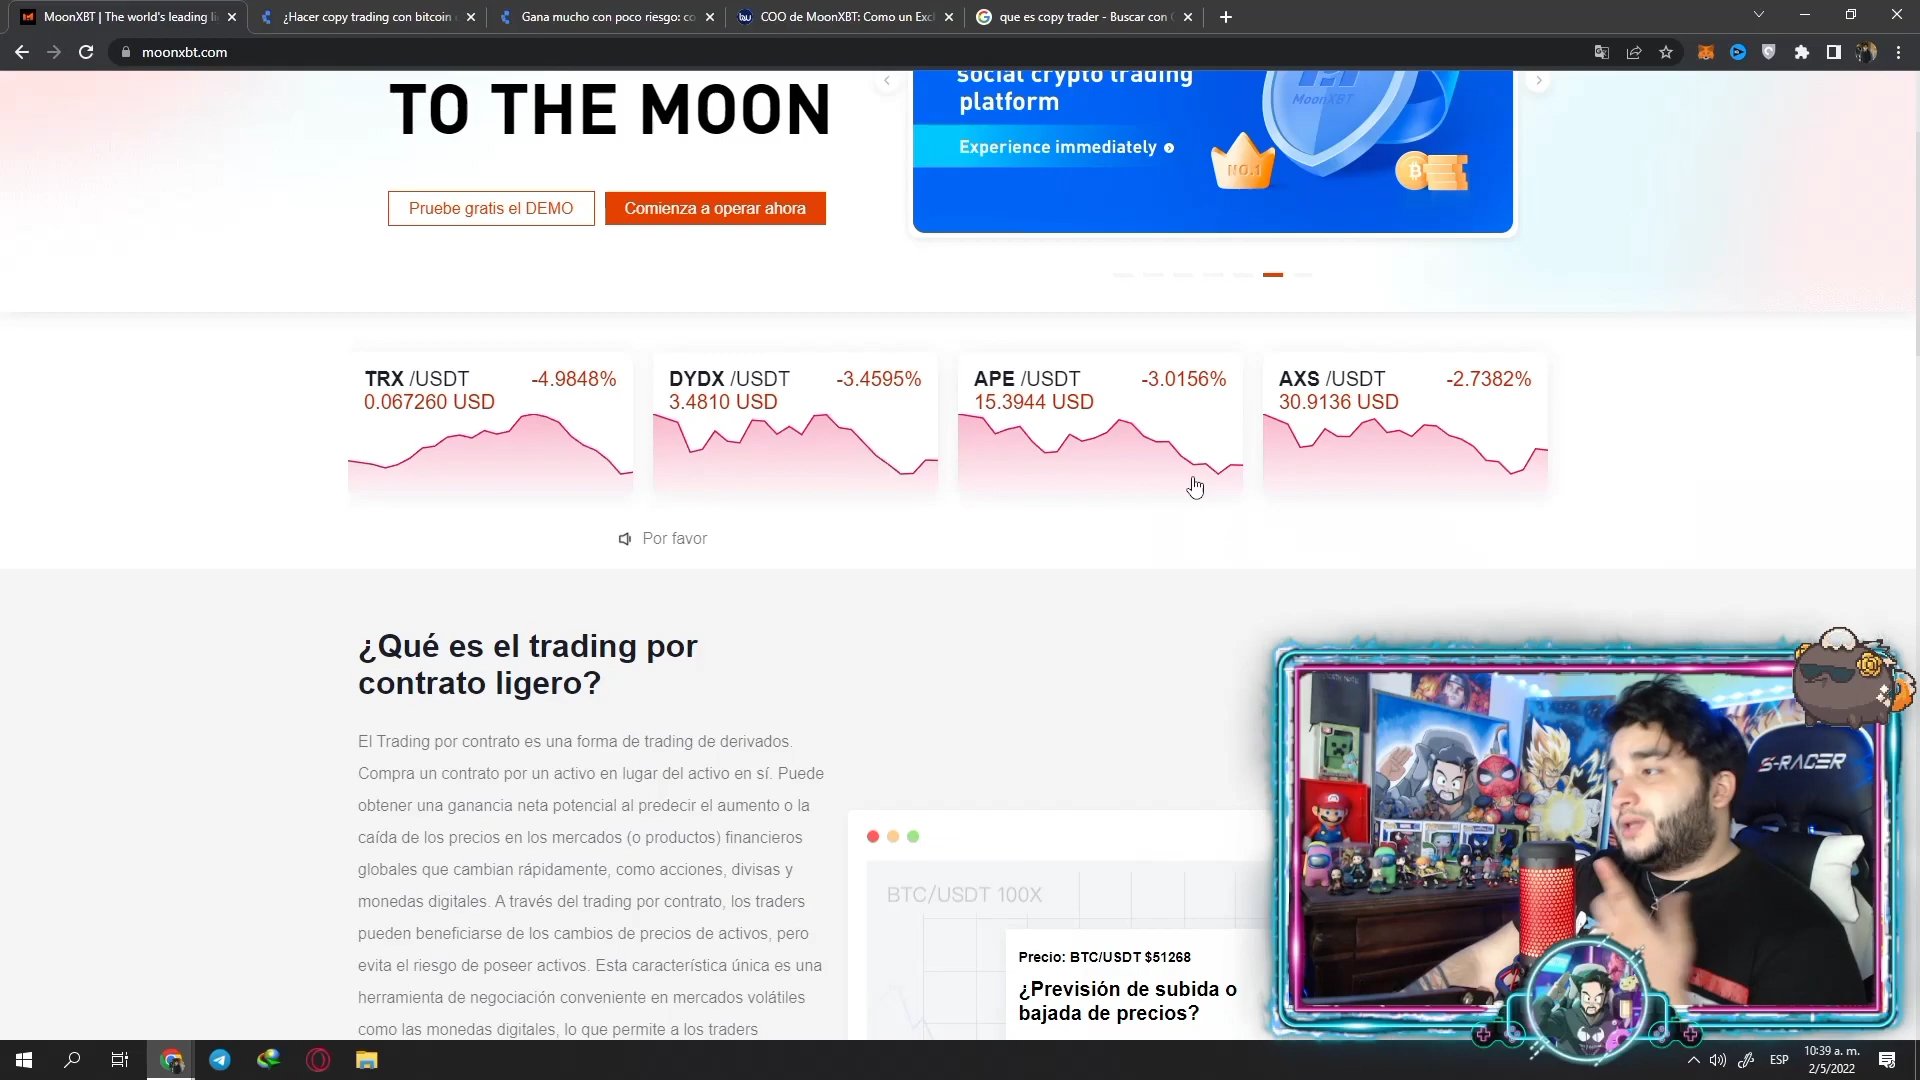 MoonXBT | The world's leading li
¿Hacer copy trading con bitcoin
Gana mucho con poco riesgo: co
COO de MoonXBT: Como un Exc
que es copy trader - Buscar con
moonxbt.com
TO THE MOON
Pruebe gratis el DEMO
Comienza a operar ahora
social crypto trading
platform
Experience immediately
MoonXBT
NO.1
TRX /USDT
-4.9848%
0.067260 USD
DYDX /USDT
-3.4595%
3.4810 USD
APE /USDT
-3.0156%
15.3944 USD
AXS /USDT
-2.7382%
30.9136 USD
Por favor
¿Qué es el trading por
contrato ligero?
El Trading por contrato es una forma de trading de derivados.
Compra un contrato por un activo en lugar del activo en sí. Puede
obtener una ganancia neta potencial al predecir el aumento o la
caída de los precios en los mercados (o productos) financieros
globales que cambian rápidamente, como acciones, divisas y
monedas digitales. A través del trading por contrato, los traders
pueden beneficiarse de los cambios de precios de activos, pero
evita el riesgo de poseer activos. Esta característica única es una
herramienta de negociación conveniente en mercados volátiles
como las monedas digitales, lo que permite a los traders
BTC/USDT 100X
Precio: BTC/USDT $51268
¿Previsión de subida o
bajada de precios?
S-RACER
ESP
10:39 a. m.
2/5/2022